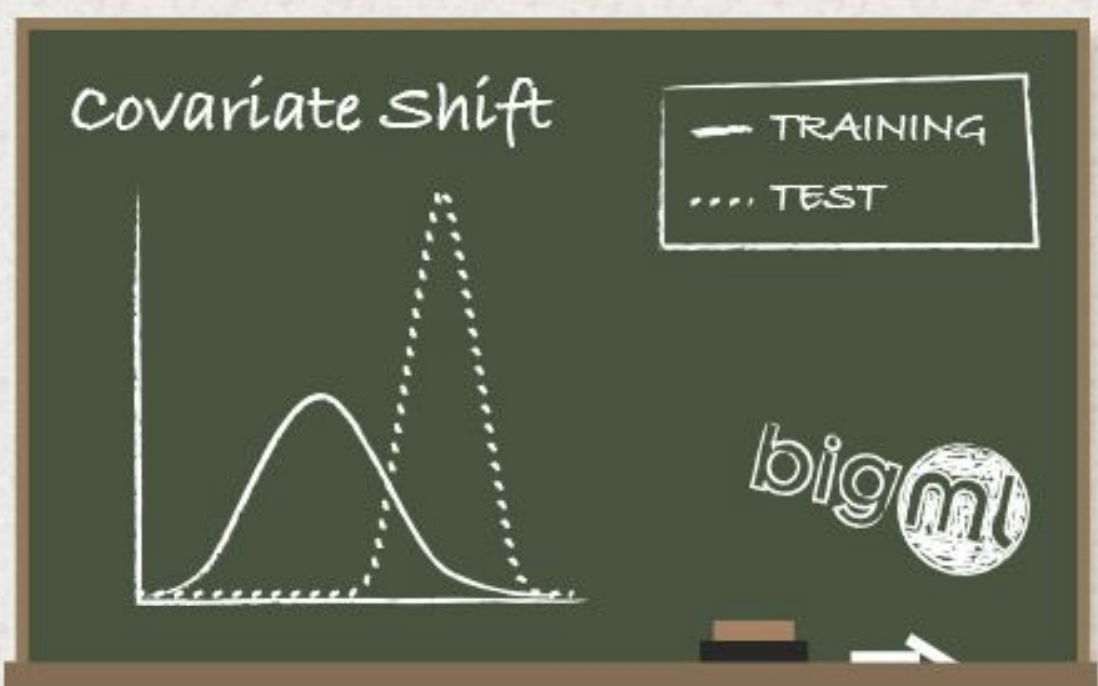 Covariate Shift
TRAINING
TEST
bigml